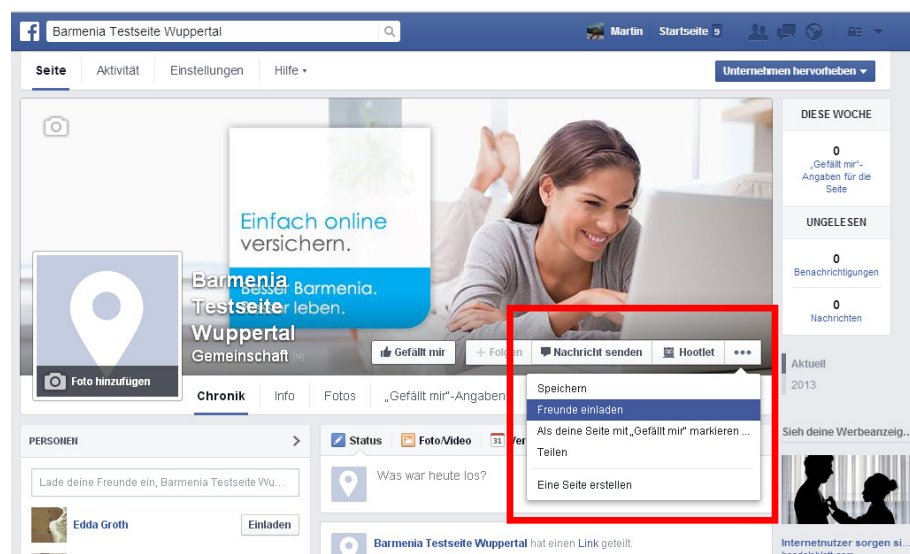 f Barmenia Testseite Wuppertal
Martin Startseite 9
Seite Aktivität Einstellungen Hilfe
Unternehmen hervorheben
Einfach online
versichern.
Besser Barmenia.
Besser leben.
Barmenia
Testseite
Wuppertal
Gemeinschaft
Foto hinzufügen
Gefällt mir
+ Folgen
Nachricht senden
Hootlet
Speichern
Freunde einladen
Als deine Seite mit „Gefällt mir" markieren ...
Teilen
Eine Seite erstellen
Chronik Info Fotos „Gefällt mir"-Angaben
PERSONEN
Lade deine Freunde ein, Barmenia Testseite Wu...
Edda Groth
Einladen
Status Foto/Video 31
Was war heute los?
Barmenia Testseite Wuppertal hat einen Link geteilt.
DIESE WOCHE
0
„Gefällt mir"-
Angaben für die
Seite
UNGELESEN
0
Benachrichtigungen
0
Nachrichten
Aktuell
2013
Sieh deine Werbeanzeig...
Internetnutzer sorgen si...